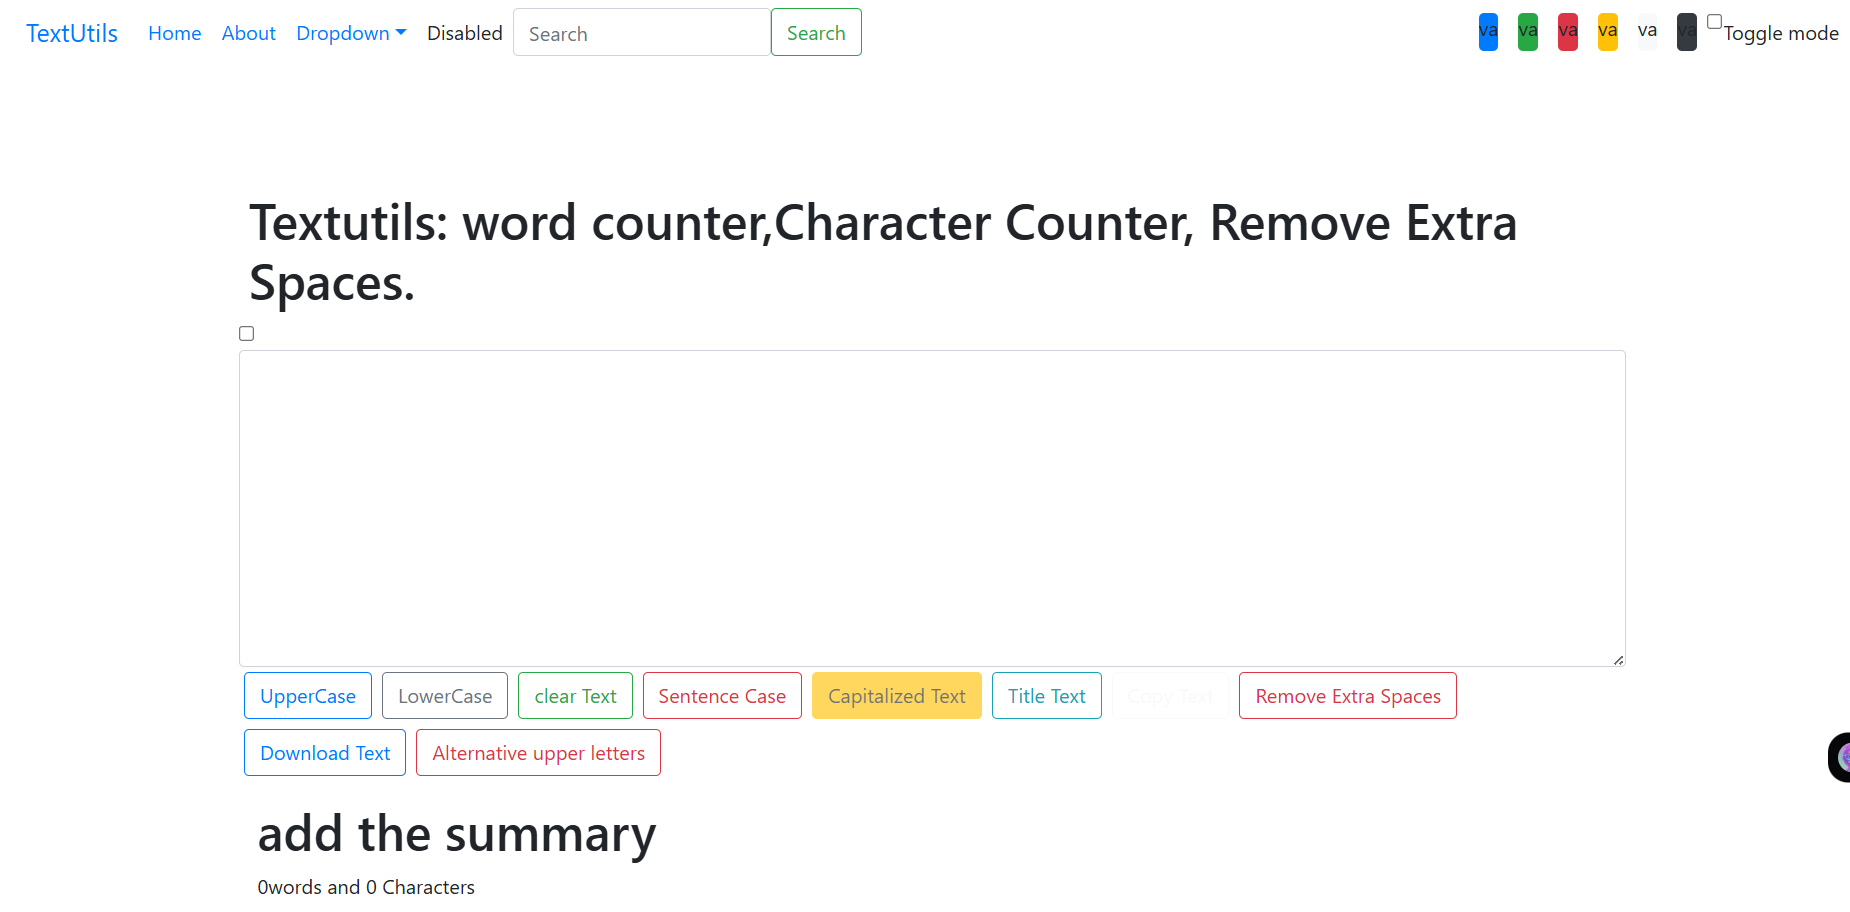 TextUtils Home About Dropdown Disabled Search Search va va va va va va Toggle mode
Textutils: word counter,Character Counter, Remove Extra
Spaces.
UpperCase LowerCase clear Text Sentence Case Capitalized Text Title Text Copy Text Remove Extra Spaces
Download Text Alternative upper letters
add the summary
0words and 0 Characters